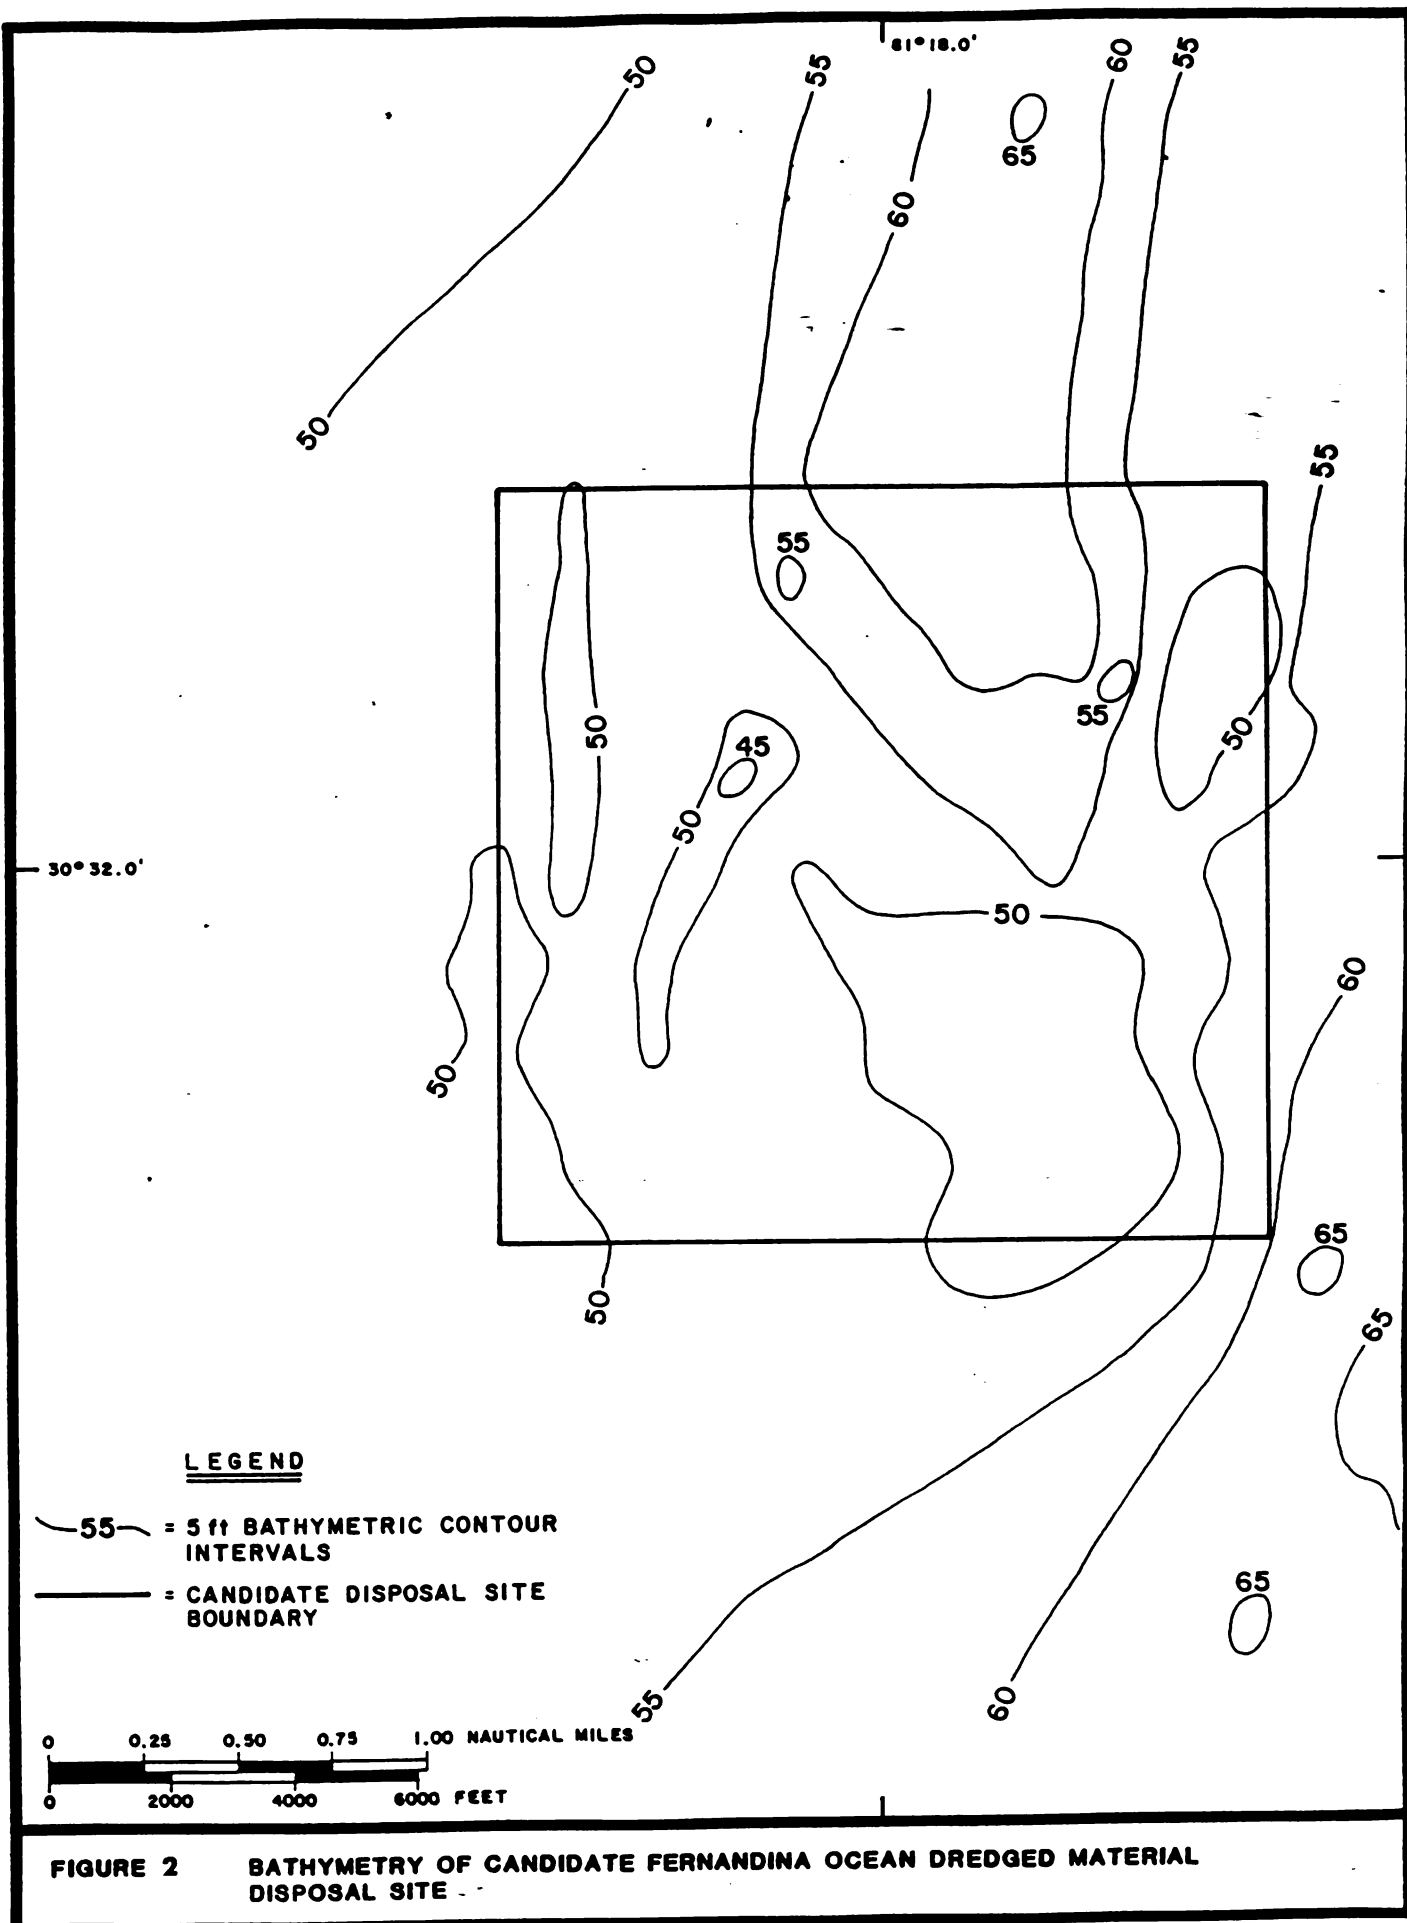 81°18.0'
50
55
60
55
65
60
50
55
55
55
50
45
50
50
50
30°32.0'
50
60
50
50
65
65
LEGEND
55 = 5 ft BATHYMETRIC CONTOUR
INTERVALS
= CANDIDATE DISPOSAL SITE
BOUNDARY
65
55
60
0 0.25 0.50 0.75 1.00 NAUTICAL MILES
0 2000 4000 6000 FEET
FIGURE 2 BATHYMETRY OF CANDIDATE FERNANDINA OCEAN DREDGED MATERIAL
DISPOSAL SITE